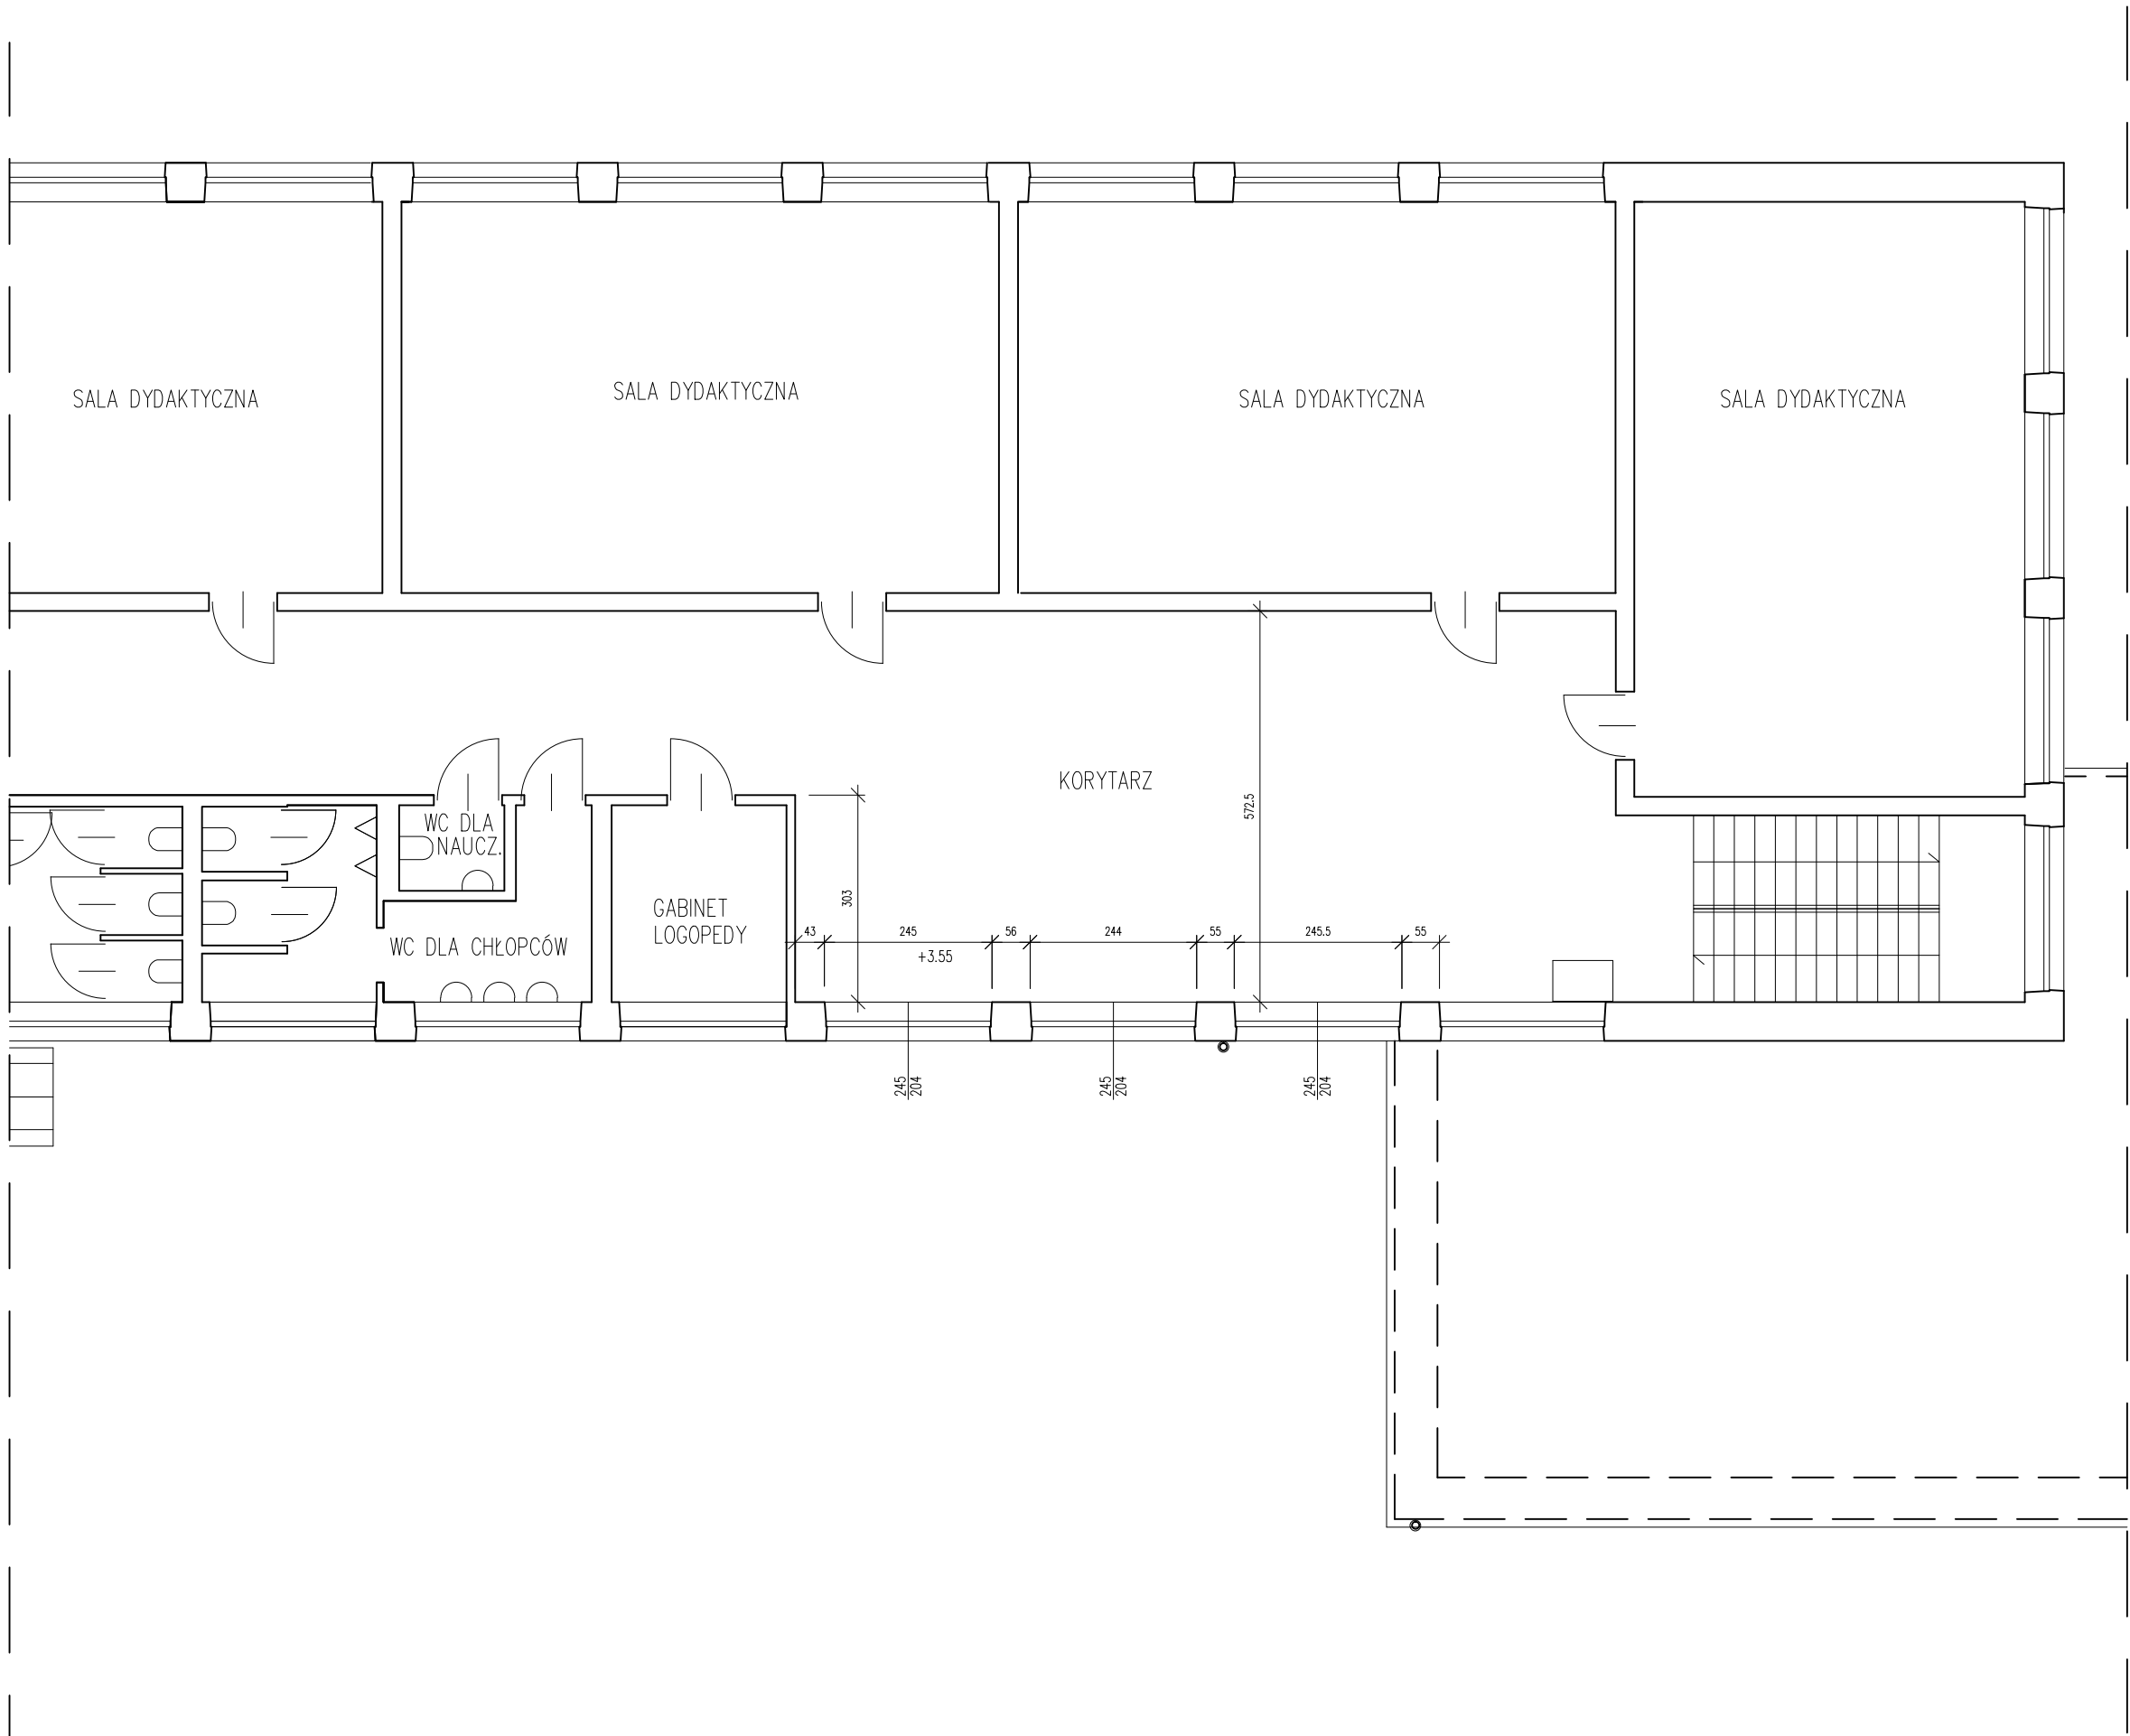 SALA DYDAKTYCZNA
SALA DYDAKTYCZNA
SALA DYDAKTYCZNA
SALA DYDAKTYCZNA
KORYTARZ
572.5
WC DLA
NAUCZ.
GABINET
LOGOPEDY
303
WC DLA CHŁOPCÓW
43
245
56
244
55
245.5
55
+3.55
245
204
245
204
245
204